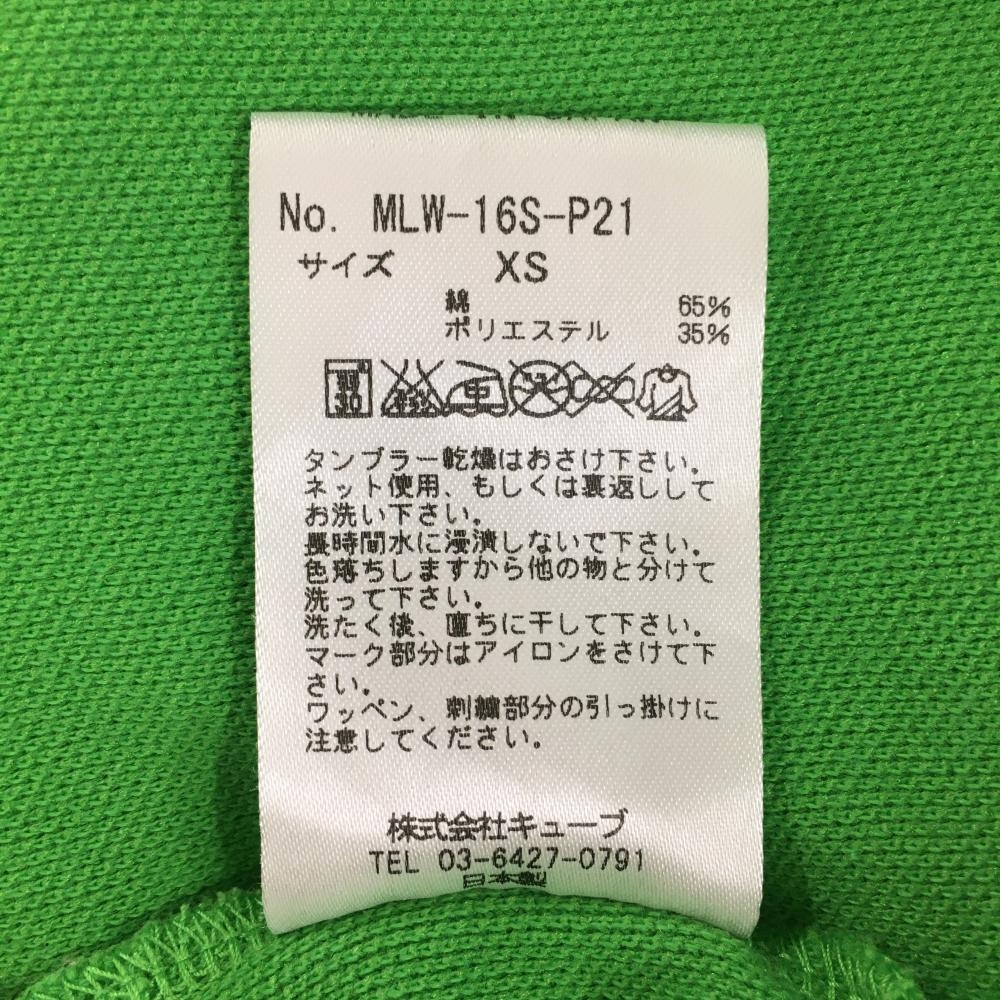 No. MLW-16S-P21
サイズ XS
綿 65%
ポリエステル 35%
タンブラー乾燥はおさけ下さい。
ネット使用、もしくは裏返しして
お洗い下さい。
長時間水に浸漬しないで下さい。
色落ちしますから他の物と分けて
洗って下さい。
洗たく後、直ちに干して下さい。
マーク部分はアイロンをさけて下
さい。
ワッペン、刺繍部分の引っ掛けに
注意してください。
株式会社キューブ
TEL 03-6427-0791
日本製